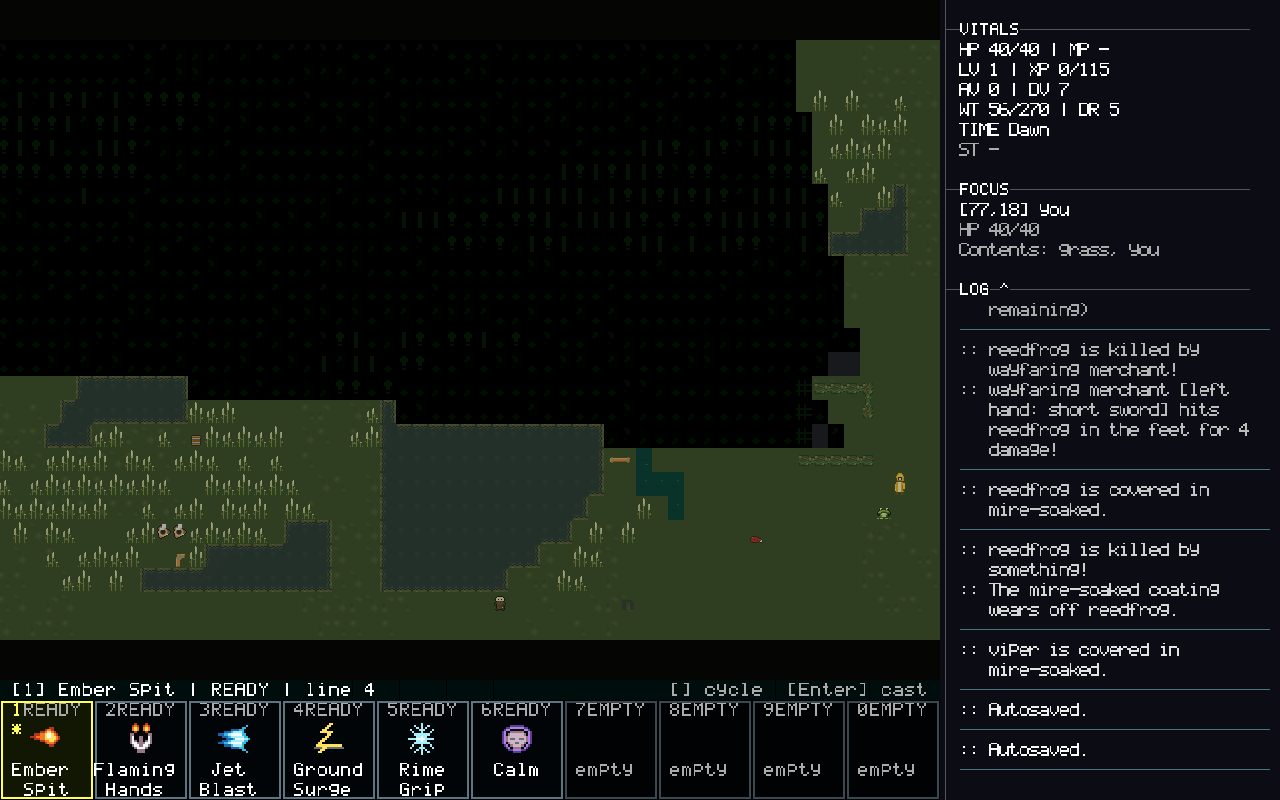 VITALS
HP 40/40 | MP -
LV 1 | XP 0/115
AV 0 | DV 7
WT 56/270 | DR 5
TIME Dawn
ST -
FOCUS
[77,18] You
HP 40/40
Contents: grass, You
LOG ^
remaining)
:: reedfrog is killed by
wayfaring merchant!
:: wayfaring merchant [left
hand: short sword] hits
reedfrog in the feet for 4
damage!
:: reedfrog is covered in
mire-soaked.
:: reedfrog is killed by
something!
:: The mire-soaked coating
wears off reedfrog.
:: viper is covered in
mire-soaked.
:: Autosaved.
:: Autosaved.
[1] Ember Spit | READY | line 4
[] cycle [Enter] cast
1READY 2READY 3READY 4READY 5READY 6READY 7EMPTY 8EMPTY 9EMPTY 0EMPTY
*
Ember Flaming Jet Ground Rime Calm empty empty empty empty
Spit Hands Blast Surge Grip